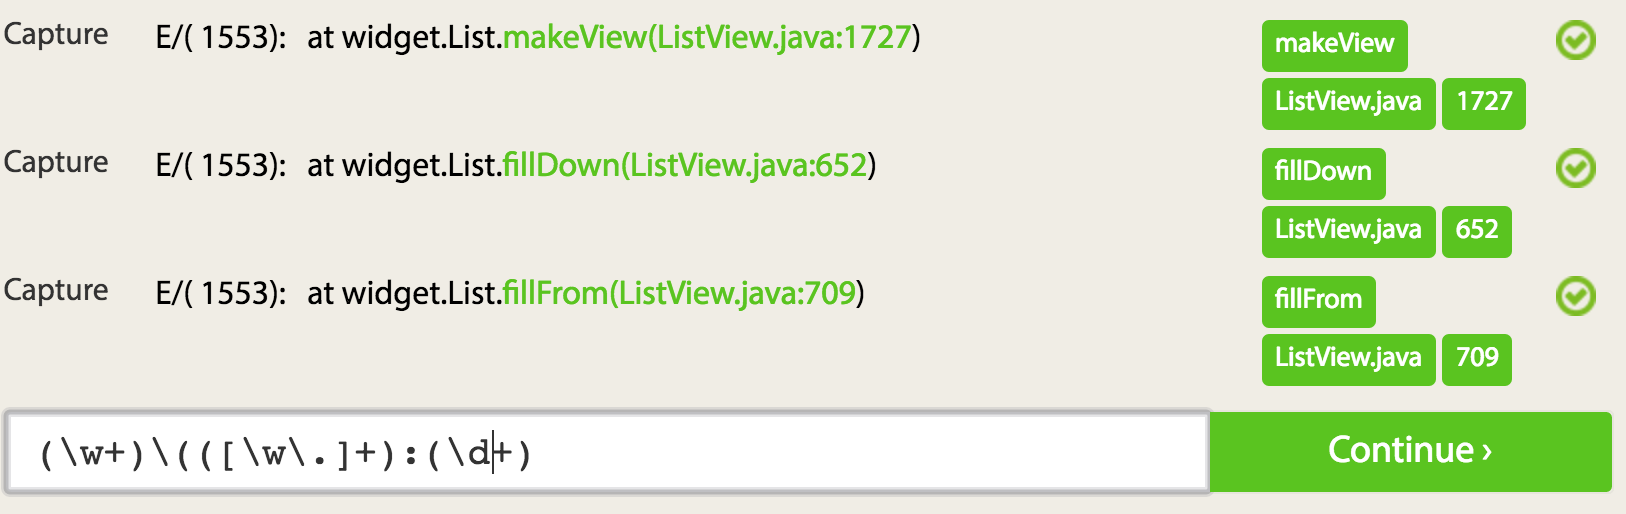 Capture E/( 1553): at widget.List.makeView(ListView.java:1727) makeView
ListView.java 1727
Capture E/( 1553): at widget.List.fillDown(ListView.java:652) fillDown
ListView.java 652
Capture E/( 1553): at widget.List.fillFrom(ListView.java:709) fillFrom
ListView.java 709
(\w+)\(([\w\.]+):(\d+) Continue ›